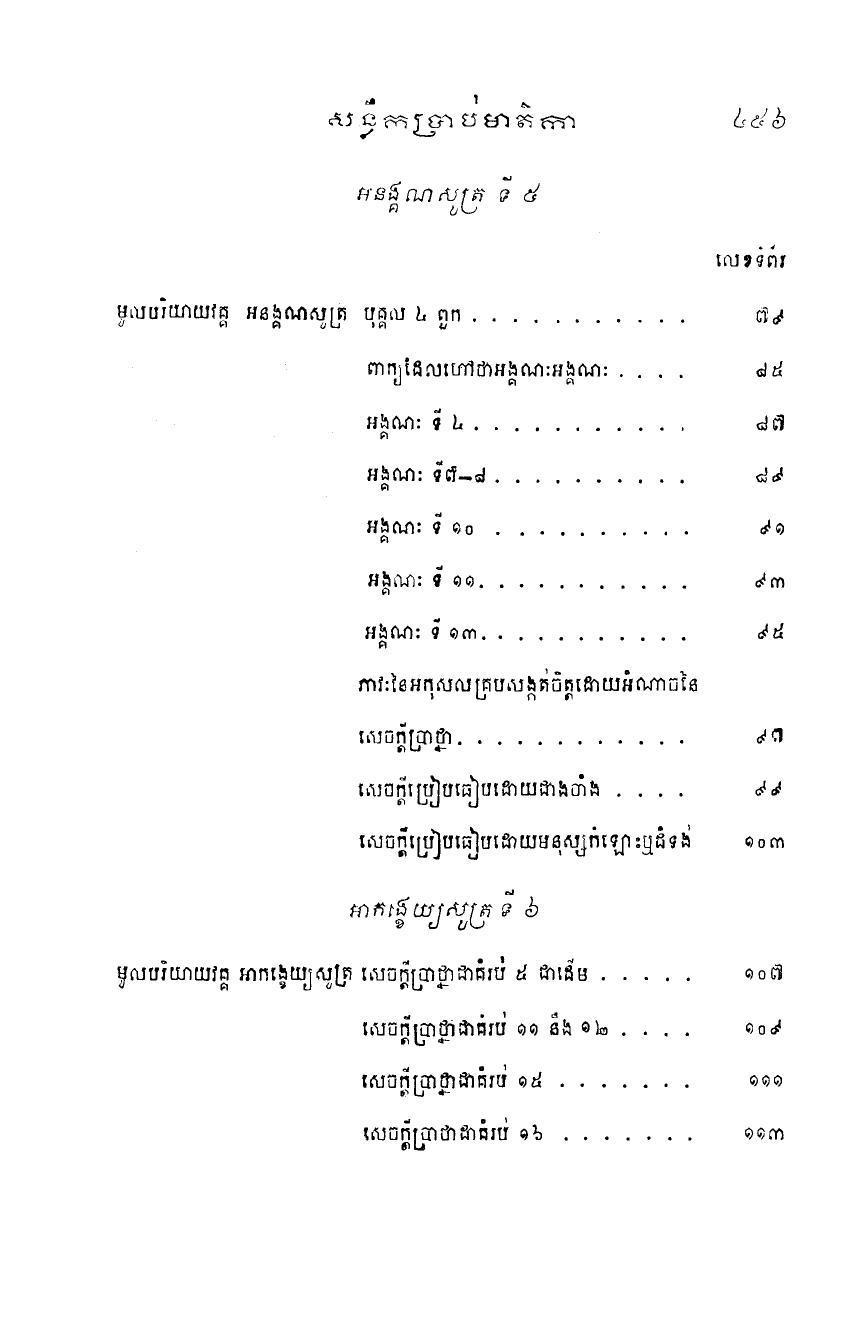 សន្លឹកប្រាប់មាតិកា ៤៩៦
អនង្គណសូត្រ ទី ៥
លេខទំព័រ
មូលបរិយាយវគ្គ អនង្គណសូត្រ បុគ្គល ៤ ពួក . . . . . . . . . . . ៧៩
ពាក្យដែលហៅថាអង្គណៈអង្គណៈ . . . . ៨៥
អង្គណៈ ទី ៤ . . . . . . . . . . . ៨៧
អង្គណៈ ទី៧–៨ . . . . . . . . . . ៨៩
អង្គណៈ ទី ១០ . . . . . . . . . . ៩១
អង្គណៈ ទី ១១. . . . . . . . . . . ៩៣
អង្គណៈ ទី ១៣. . . . . . . . . . . ៩៥
ភាវៈនៃអកុសលគ្របសង្កត់ចិត្តដោយអំណាចនៃ
សេចក្តីប្រាថ្នា. . . . . . . . . . . . ៩៧
សេចក្តីប្រៀបធៀបដោយជាងទាំង . . . . ៩៩
សេចក្តីប្រៀបធៀបដោយមនុស្សកំឡោះឬជំទង់ ១០៣
អាកង្ខេយ្យសូត្រ ទី ៦
មូលបរិយាយវគ្គ អាកង្ខេយ្យសូត្រ សេចក្តីប្រាថ្នាជាគំរប់ ៥ ជាដើម . . . . . ១០៧
សេចក្តីប្រាថ្នាជាគំរប់ ១១ នឹង ១២ . . . . ១០៩
សេចក្តីប្រាថ្នាជាគំរប់ ១៥ . . . . . . . ១១១
សេចក្តីប្រាថាជាគំរប់ ១៦ . . . . . . . ១១៣